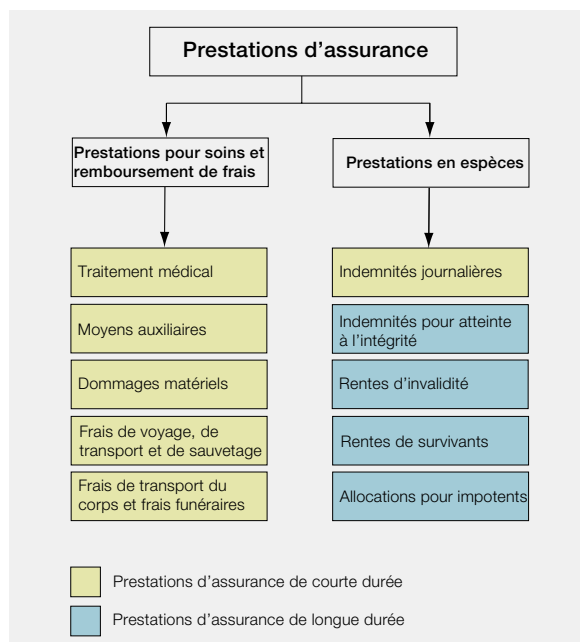 Prestations d’assurance
Prestations pour soins et
remboursement de frais
Prestations en espèces
Traitement médical
Moyens auxiliaires
Dommages matériels
Frais de voyage, de
transport et de sauvetage
Frais de transport du
corps et frais funéraires
Indemnités journalières
Indemnités pour atteinte
à l’intégrité
Rentes d’invalidité
Rentes de survivants
Allocations pour impotents
Prestations d’assurance de courte durée
Prestations d’assurance de longue durée